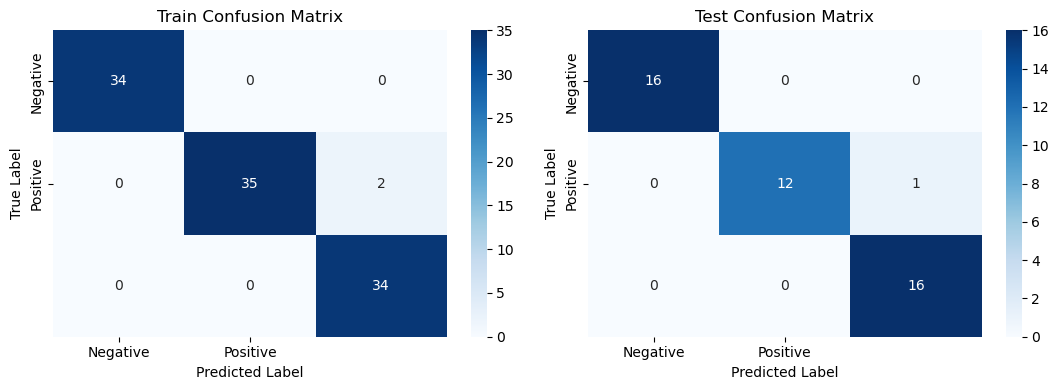 Train Confusion Matrix
Negative
34
0
0
Positive
0
35
2
0
0
34
True Label
Negative
Positive
Predicted Label
35
30
25
20
15
10
5
0
Test Confusion Matrix
Negative
16
0
0
Positive
0
12
1
0
0
16
True Label
Negative
Positive
Predicted Label
16
14
12
10
8
6
4
2
0